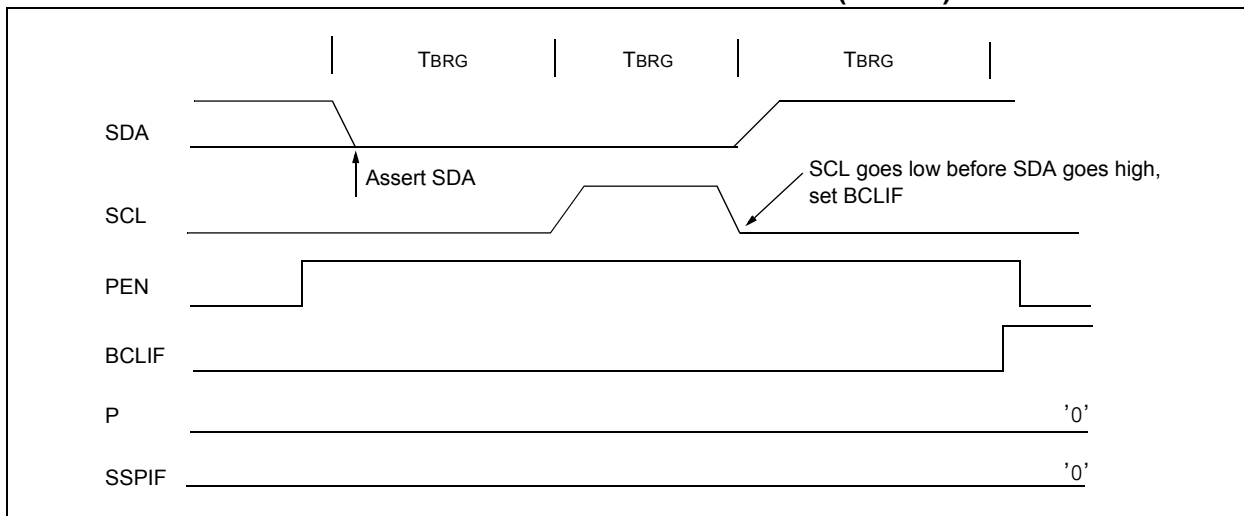 TBRG TBRG TBRG
SDA
Assert SDA
SCL goes low before SDA goes high,
set BCLIF
SCL
PEN
BCLIF
P '0'
SSPIF '0'